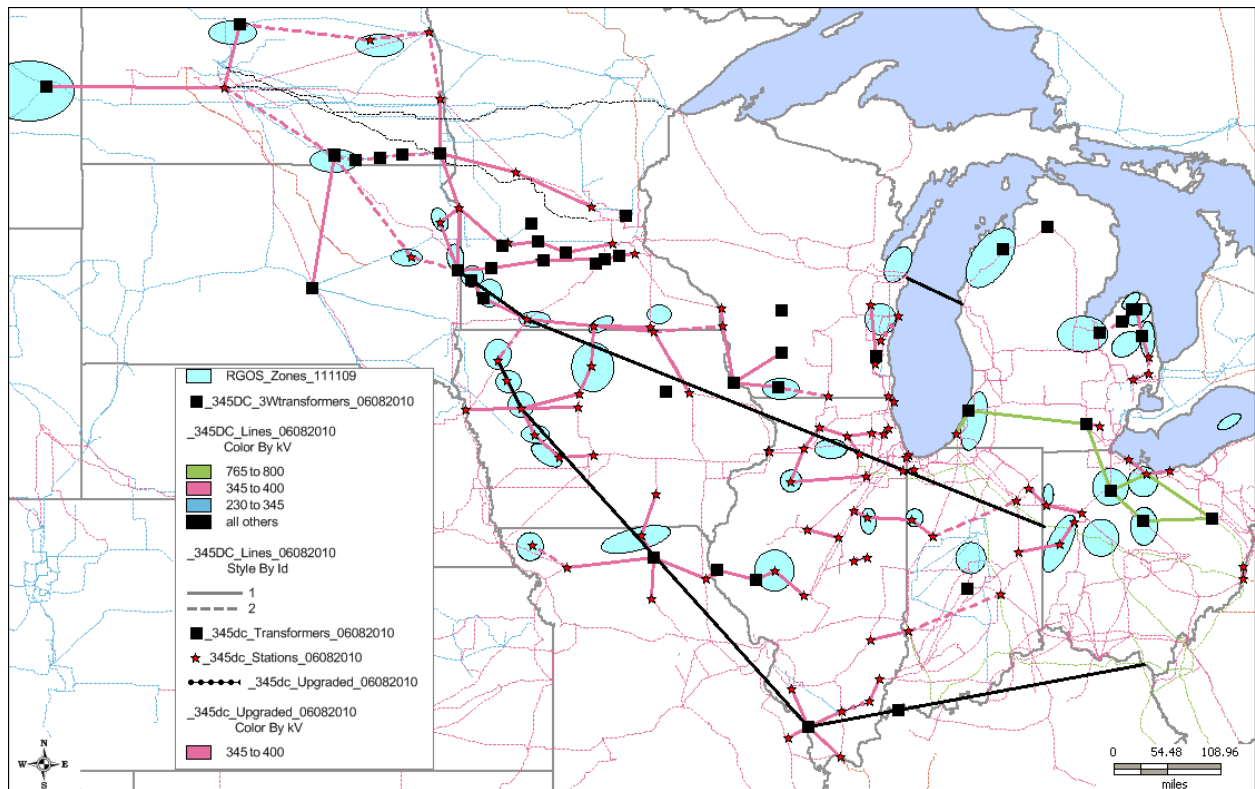 RGOS_Zones_111109
_345DC_3Wtransformers_06082010
_345DC_Lines_06082010
Color By kV
765 to 800
345 to 400
230 to 345
all others
_345DC_Lines_06082010
Style By Id
1
2
_345dc_Transformers_06082010
_345dc_Stations_06082010
_345dc_Upgraded_06082010
_345dc_Upgraded_06082010
Color By kV
345 to 400
N
W E
S
0 54.48 108.96
miles